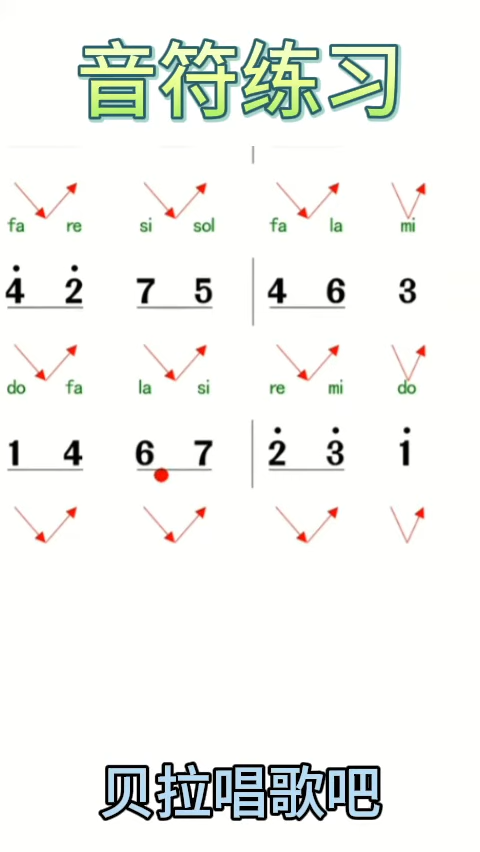 音符练习
fa re si sol fa la mi
4̇ 2̇ 7 5 | 4 6 3
do fa la si re mi do
1 4 6 7 | 2̇ 3̇ 1̇
贝拉唱歌吧